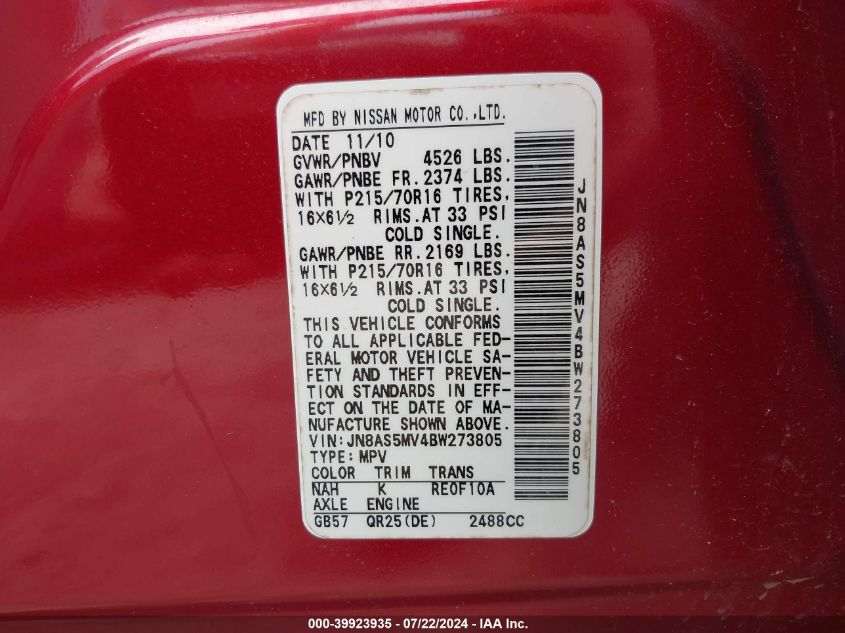 MFD BY NISSAN MOTOR CO.,LTD.
DATE 11/10
GVWR/PNBV 4526 LBS.
GAWR/PNBE FR. 2374 LBS.
WITH P215/70R16 TIRES,
16X6½ RIMS. AT 33 PSI
COLD SINGLE.
GAWR/PNBE RR. 2169 LBS.
WITH P215/70R16 TIRES,
16X6½ RIMS. AT 33 PSI
COLD SINGLE.
THIS VEHICLE CONFORMS
TO ALL APPLICABLE FED-
ERAL MOTOR VEHICLE SA-
FETY AND THEFT PREVEN-
TION STANDARDS IN EFF-
ECT ON THE DATE OF MA-
NUFACTURE SHOWN ABOVE.
VIN:JN8AS5MV4BW273805
TYPE: MPV
COLOR TRIM TRANS
NAH K RE0F10A
AXLE ENGINE
GB57 QR25(DE) 2488CC
JN8AS5MV4BW273805
000-39923935 - 07/22/2024 - IAA Inc.